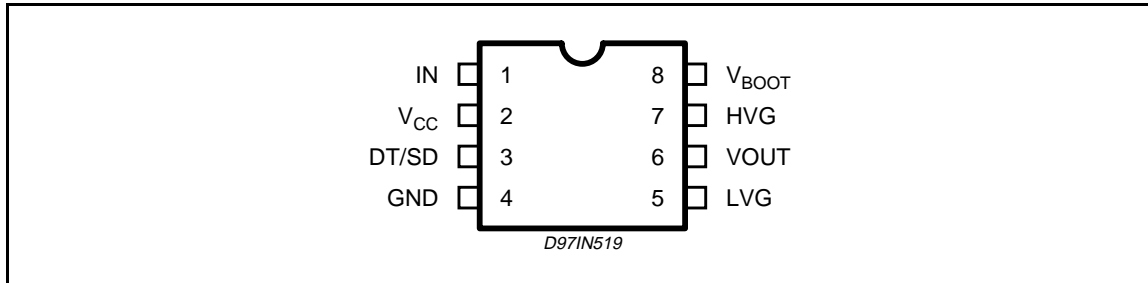 IN 1 8 VBOOT
VCC 2 7 HVG
DT/SD 3 6 VOUT
GND 4 5 LVG
D97IN519